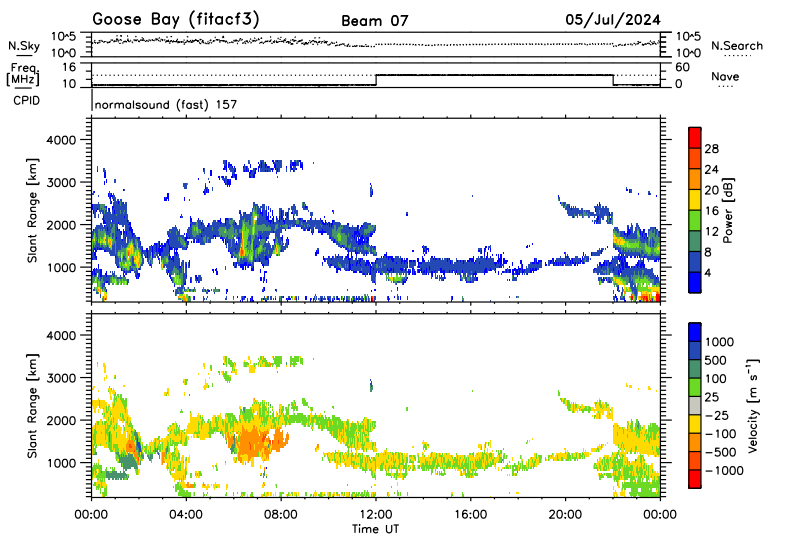 Goose Bay (fitacf3) Beam 07 05/Jul/2024
N.Sky 10^5 10^0 10^5 10^0 N.Search
Freq. [MHz] 16 10 60 0 Nave
CPID normalsound (fast) 157
Slant Range [km] 4000 3000 2000 1000
28 24 20 16 12 8 4 Power [dB]
Slant Range [km] 4000 3000 2000 1000
1000 500 100 25 −25 −100 −500 −1000 Velocity [m s⁻¹]
00:00 04:00 08:00 12:00 16:00 20:00 00:00
Time UT